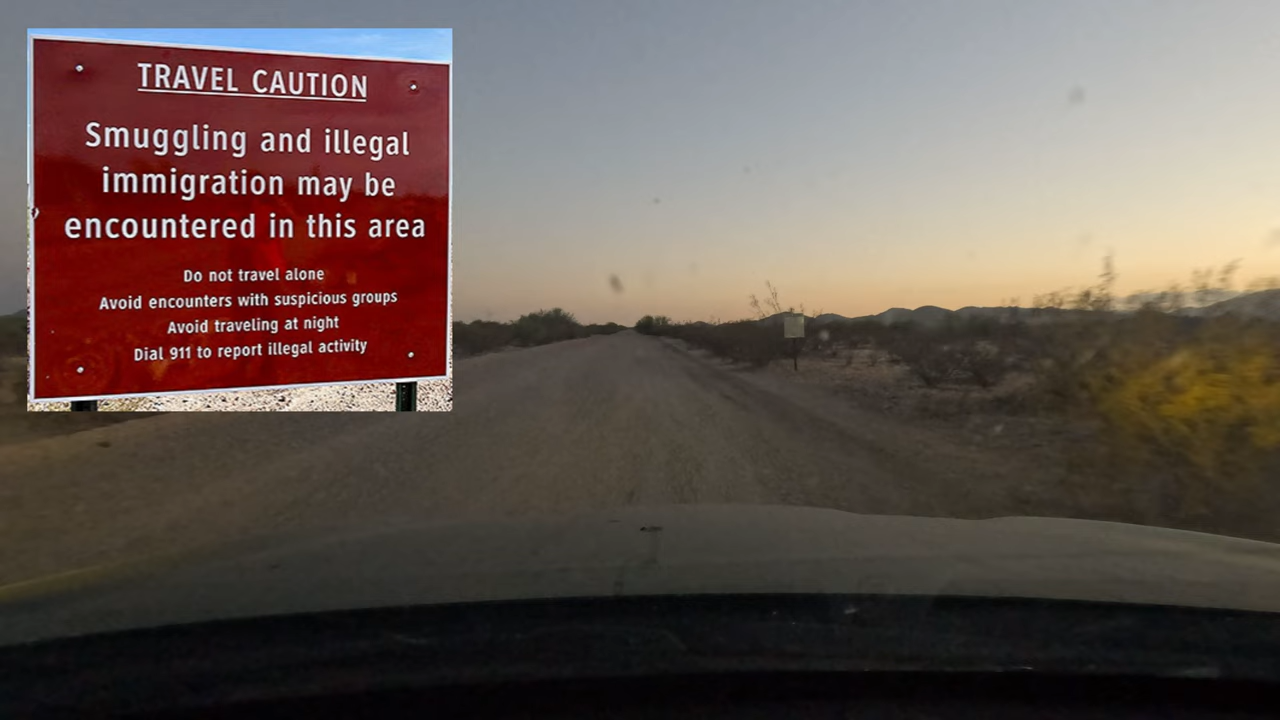 TRAVEL CAUTION
Smuggling and illegal
immigration may be
encountered in this area
Do not travel alone
Avoid encounters with suspicious groups
Avoid traveling at night
Dial 911 to report illegal activity